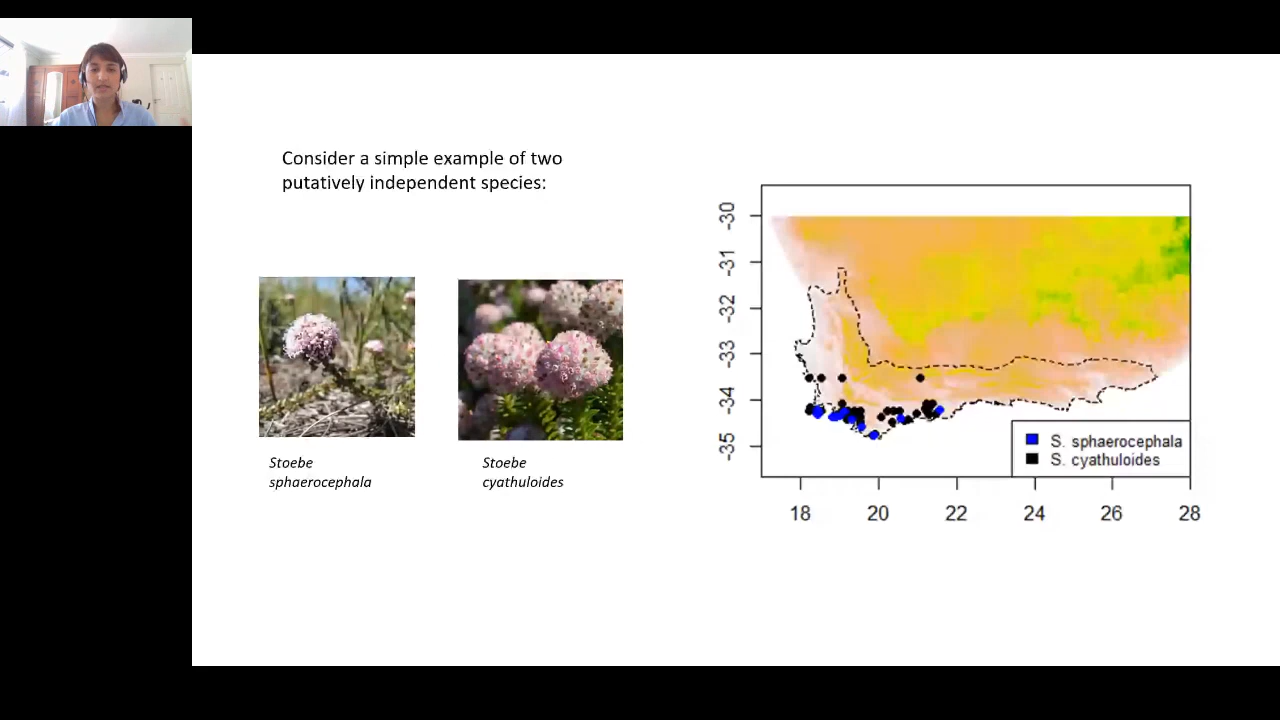 Consider a simple example of two
putatively independent species:
Stoebe
sphaerocephala
Stoebe
cyathuloides
-30
-31
-32
-33
-34
-35
S. sphaerocephala
S. cyathuloides
18 20 22 24 26 28